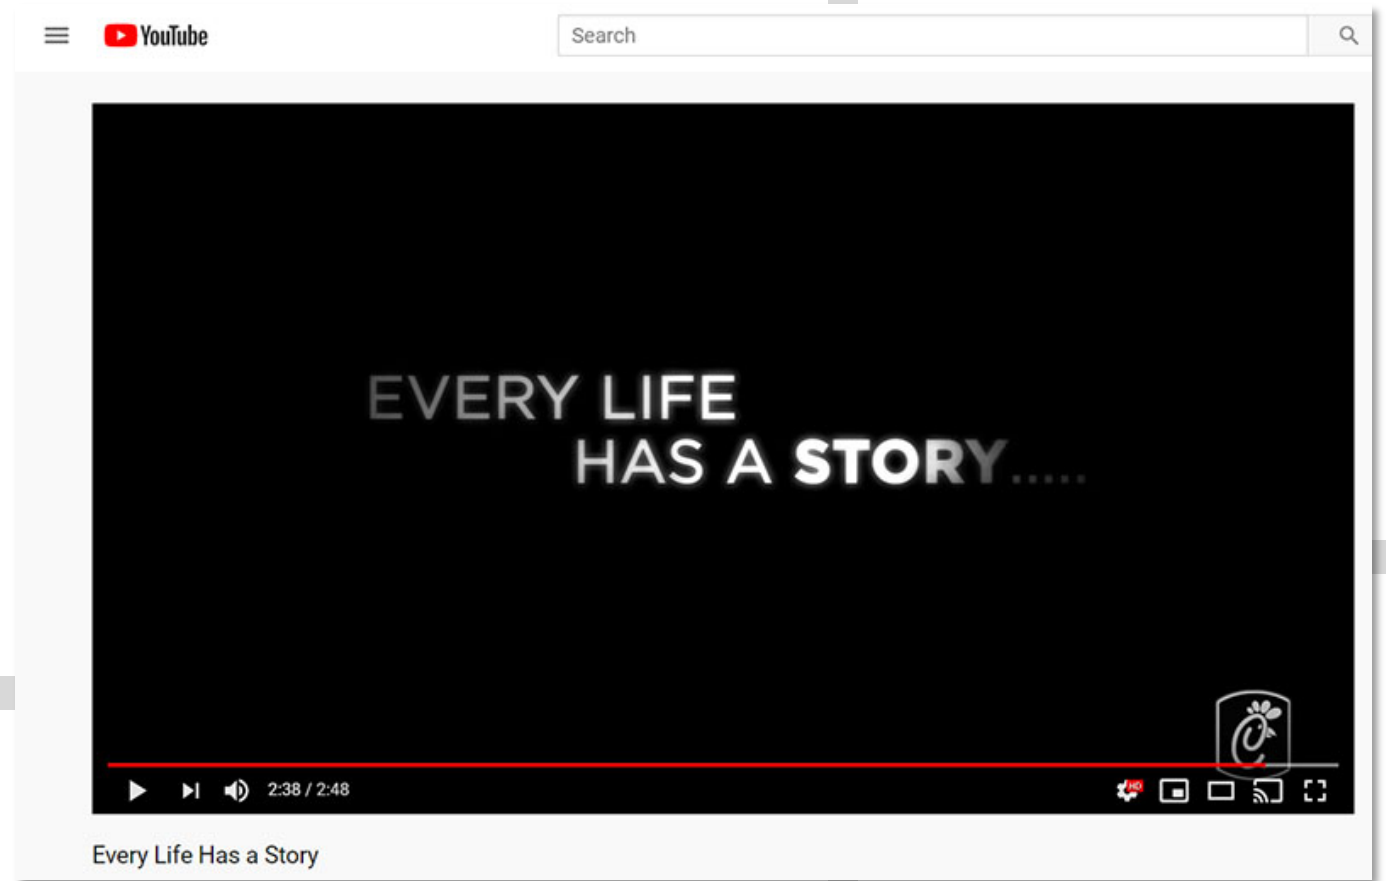 YouTube
Search
EVERY LIFE
HAS A STORY.....
2:38 / 2:48
HD
Every Life Has a Story